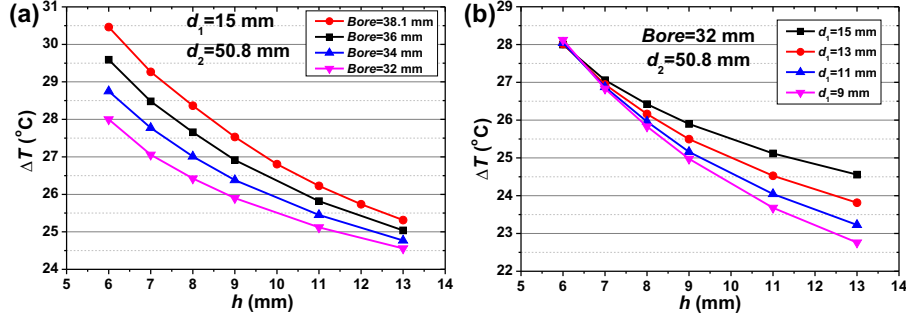 (a)
d1=15 mm
d2=50.8 mm
Bore=38.1 mm
Bore=36 mm
Bore=34 mm
Bore=32 mm
31
30
29
28
27
26
25
24
ΔT (°C)
5 6 7 8 9 10 11 12 13 14
h (mm)
(b)
Bore=32 mm
d2=50.8 mm
d1=15 mm
d1=13 mm
d1=11 mm
d1=9 mm
29
28
27
26
25
24
23
22
ΔT (°C)
5 6 7 8 9 10 11 12 13 14
h (mm)